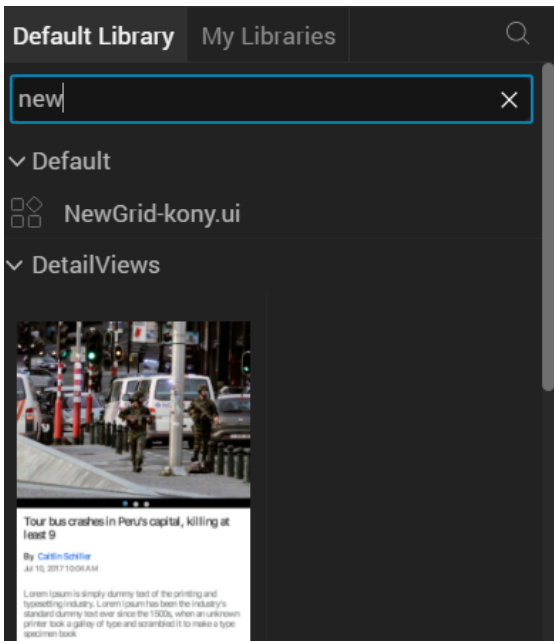 Default Library My Libraries
new
Default
NewGrid-kony.ui
DetailViews
Tour bus crashes in Peru's capital, killing at
least 9
By Caitlin Schiller
Jul 10, 2017 10:04 AM
Lorem Ipsum is simply dummy text of the printing and
typesetting industry. Lorem Ipsum has been the industry's
standard dummy text ever since the 1500s, when an unknown
printer took a galley of type and scrambled it to make a type
specimen book